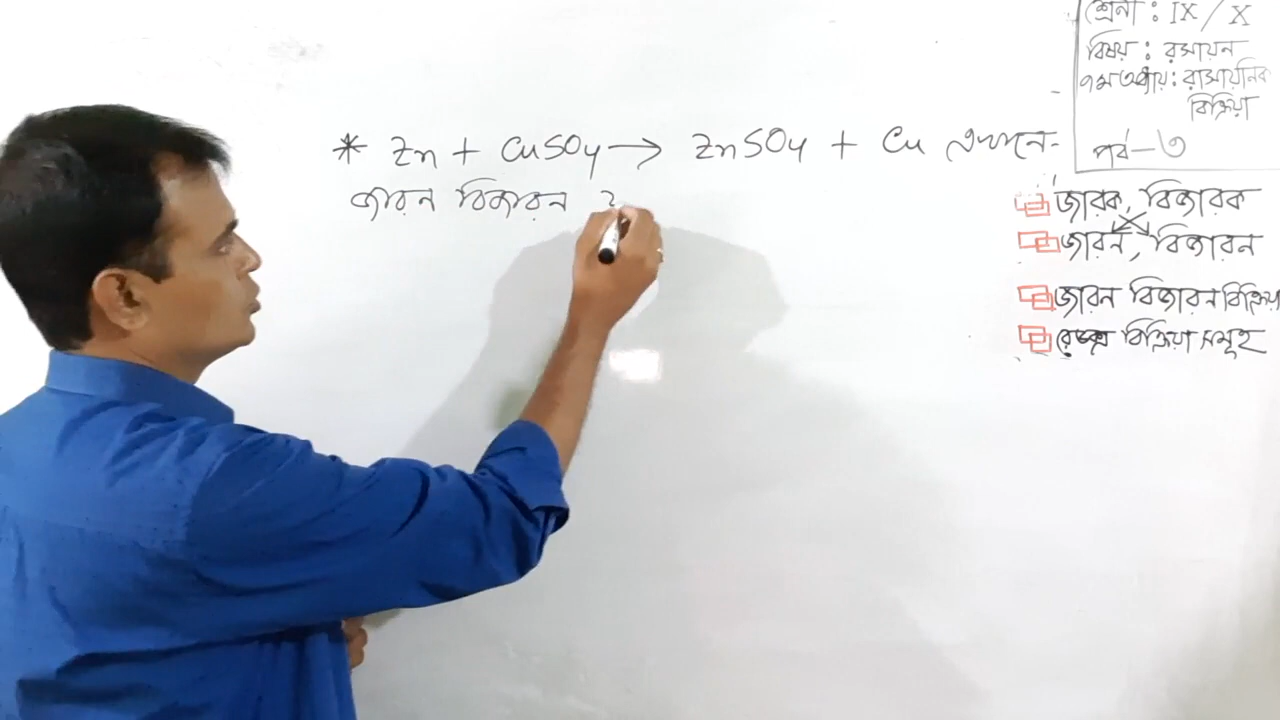 শ্রেনী : IX / X
বিষয় : রসায়ন
৭ম অধ্যায় : রাসায়নিক
বিক্রিয়া
পর্ব - ৩
* Zn + CuSO4 → ZnSO4 + Cu এখানে-
জারন বিজারন
জারক, বিজারক
জারন, বিজারন
জারন বিজারন বিক্রিয়া
রেডক্স বিক্রিয়া সমূহ